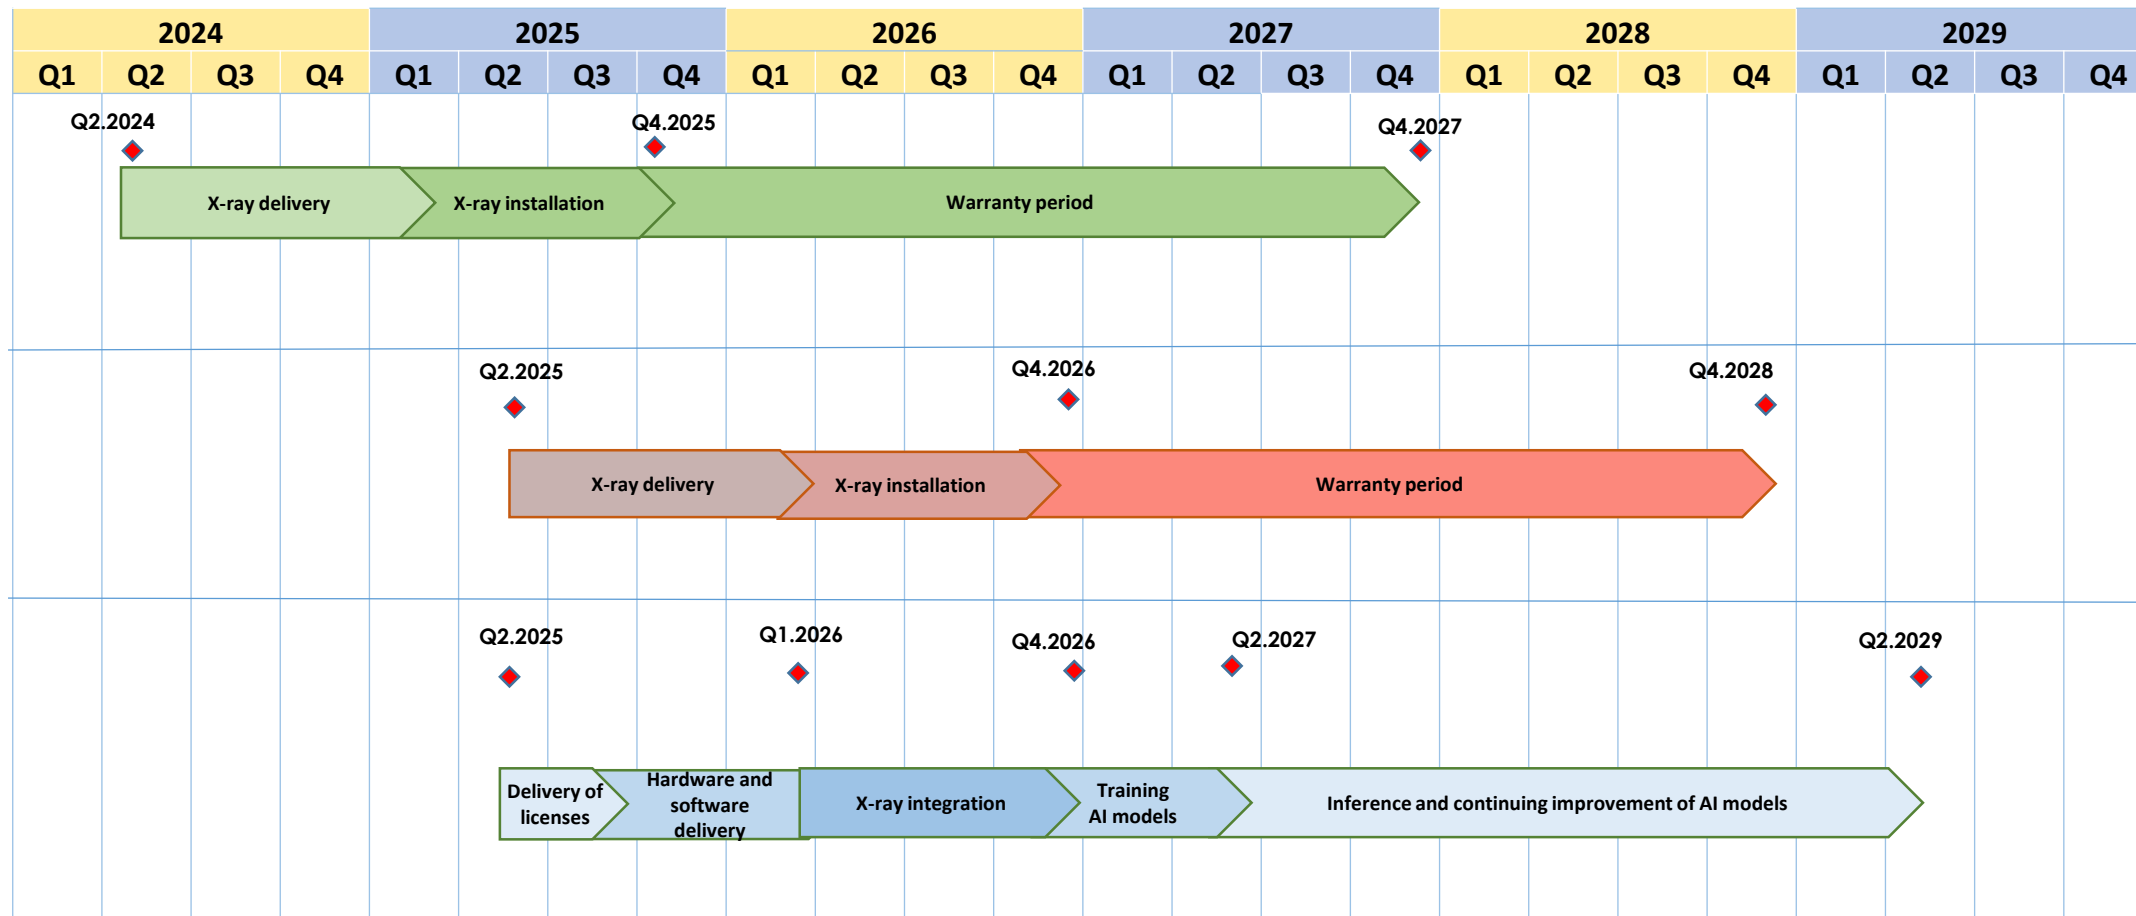 2024 2025 2026 2027 2028 2029
Q1 Q2 Q3 Q4 Q1 Q2 Q3 Q4 Q1 Q2 Q3 Q4 Q1 Q2 Q3 Q4 Q1 Q2 Q3 Q4 Q1 Q2 Q3 Q4
Q2.2024 Q4.2025 Q4.2027
X-ray delivery X-ray installation Warranty period
Q2.2025 Q4.2026 Q4.2028
X-ray delivery X-ray installation Warranty period
Q2.2025 Q1.2026 Q4.2026 Q2.2027 Q2.2029
Delivery of
licenses
Hardware and
software
delivery
X-ray integration
Training
AI models
Inference and continuing improvement of AI models